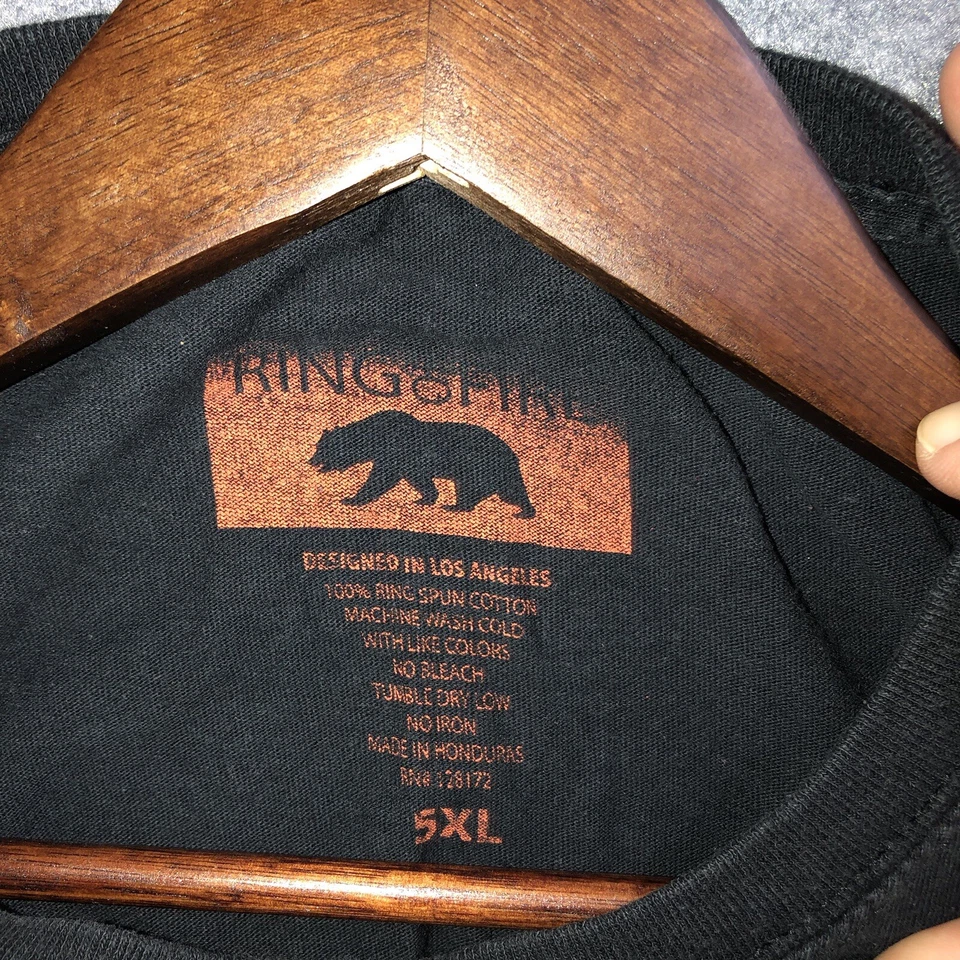 RING OF FIRE
DESIGNED IN LOS ANGELES
100% RING SPUN COTTON
MACHINE WASH COLD
WITH LIKE COLORS
NO BLEACH
TUMBLE DRY LOW
NO IRON
MADE IN HONDURAS
RN# 128172
5XL